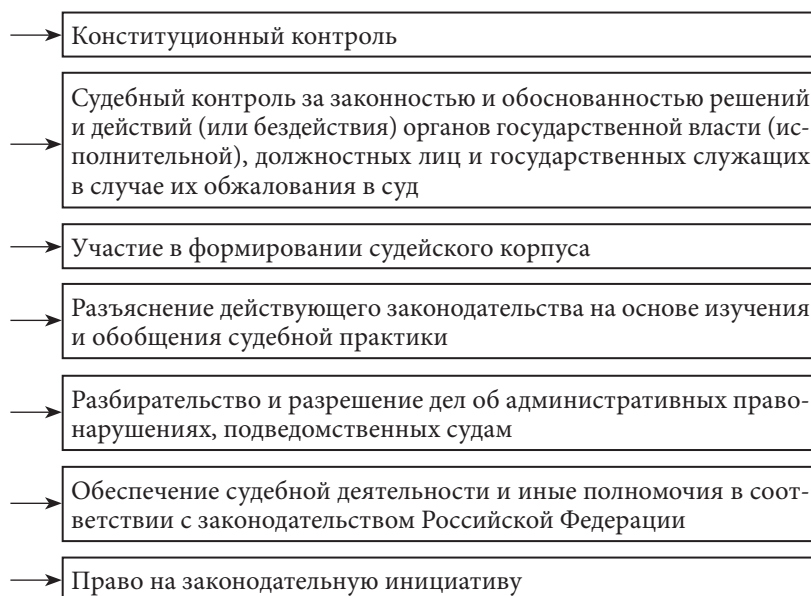 Конституционный контроль
Судебный контроль за законностью и обоснованностью решений
и действий (или бездействия) органов государственной власти (ис-
полнительной), должностных лиц и государственных служащих
в случае их обжалования в суд
Участие в формировании судейского корпуса
Разъяснение действующего законодательства на основе изучения
и обобщения судебной практики
Разбирательство и разрешение дел об административных право-
нарушениях, подведомственных судам
Обеспечение судебной деятельности и иные полномочия в соот-
ветствии с законодательством Российской Федерации
Право на законодательную инициативу